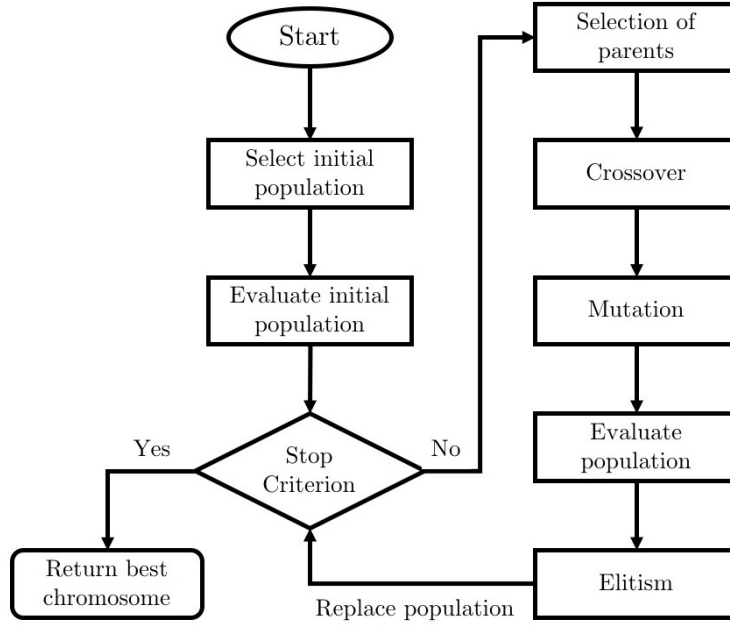 Start
Select initial
population
Evaluate initial
population
Stop
Criterion
Yes
No
Return best
chromosome
Selection of
parents
Crossover
Mutation
Evaluate
population
Elitism
Replace population